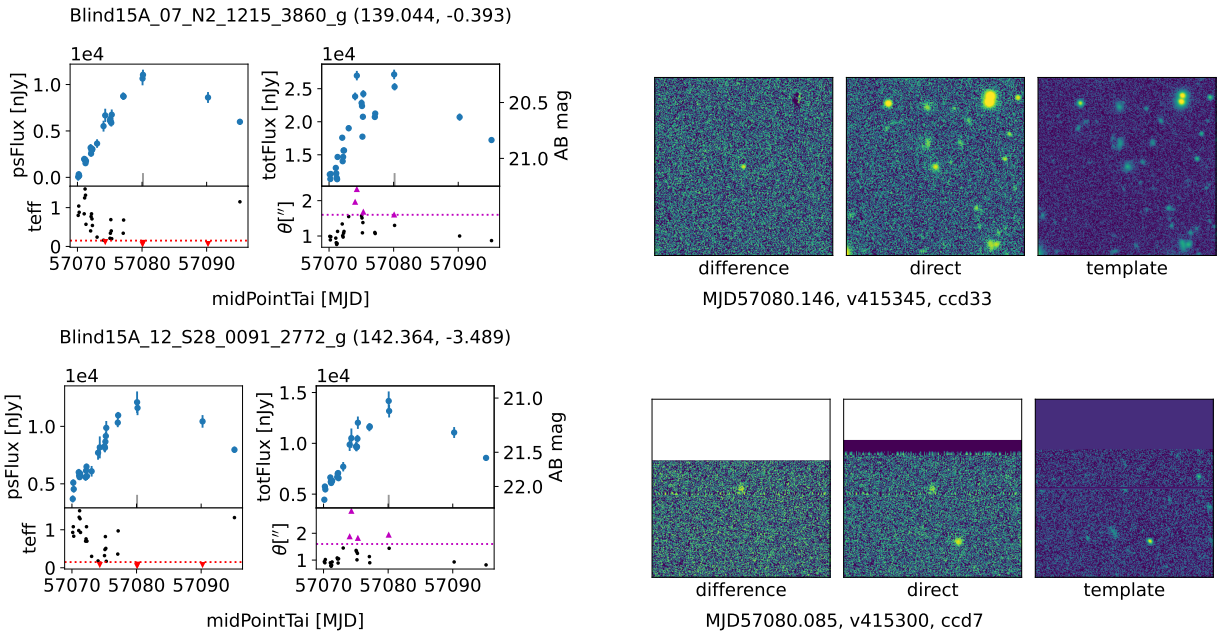 Blind15A_07_N2_1215_3860_g (139.044, -0.393)
1e4
1e4
psFlux [nJy]
1.0
0.5
0.0
totFlux [nJy]
2.5
2.0
1.5
20.5
21.0
AB mag
teff
1
0
θ["]
2
1
57070 57080 57090
57070 57080 57090
midPointTai [MJD]
difference
direct
template
MJD57080.146, v415345, ccd33
Blind15A_12_S28_0091_2772_g (142.364, -3.489)
1e4
1e4
psFlux [nJy]
1.0
0.5
totFlux [nJy]
1.5
1.0
0.5
21.0
21.5
22.0
AB mag
teff
1
0
θ["]
2
1
57070 57080 57090
57070 57080 57090
midPointTai [MJD]
difference
direct
template
MJD57080.085, v415300, ccd7